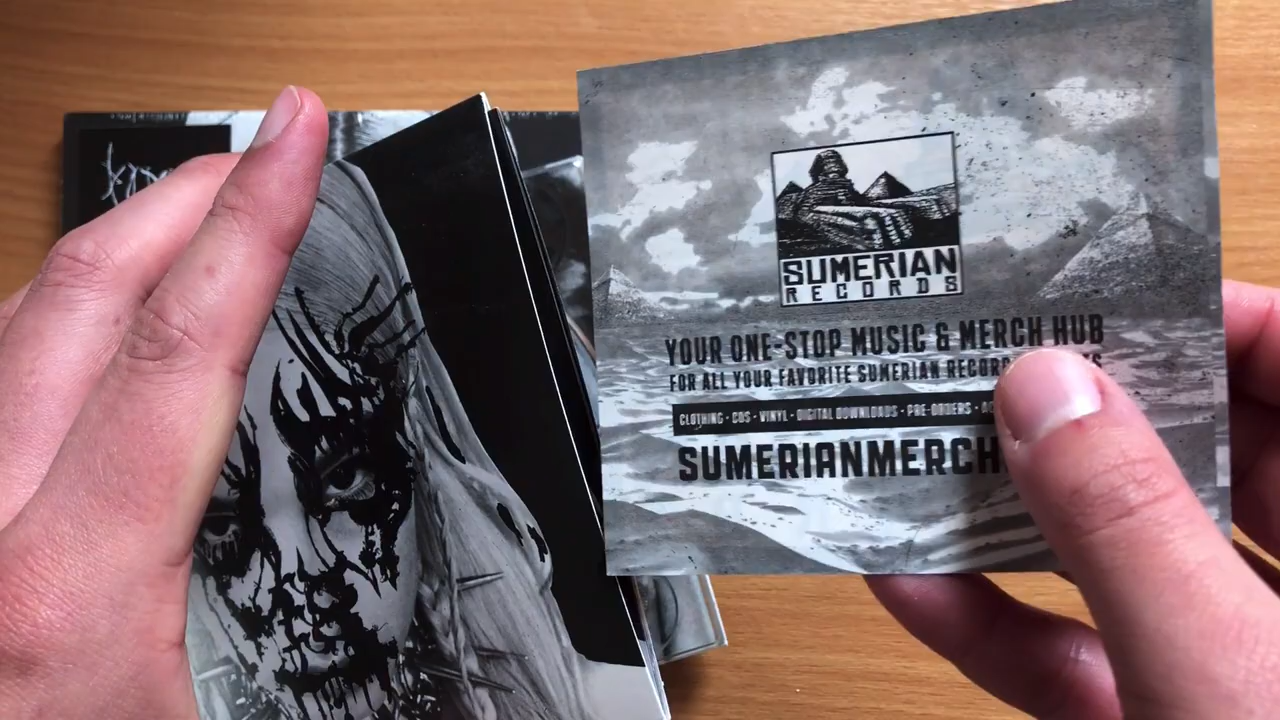 SUMERIAN
RECORDS
YOUR ONE-STOP MUSIC & MERCH HUB
FOR ALL YOUR FAVORITE SUMERIAN
CLOTHING • CDS • VINYL • DIGITAL DOWNLOADS • PRE-ORDERS •
SUMERIANMERCH